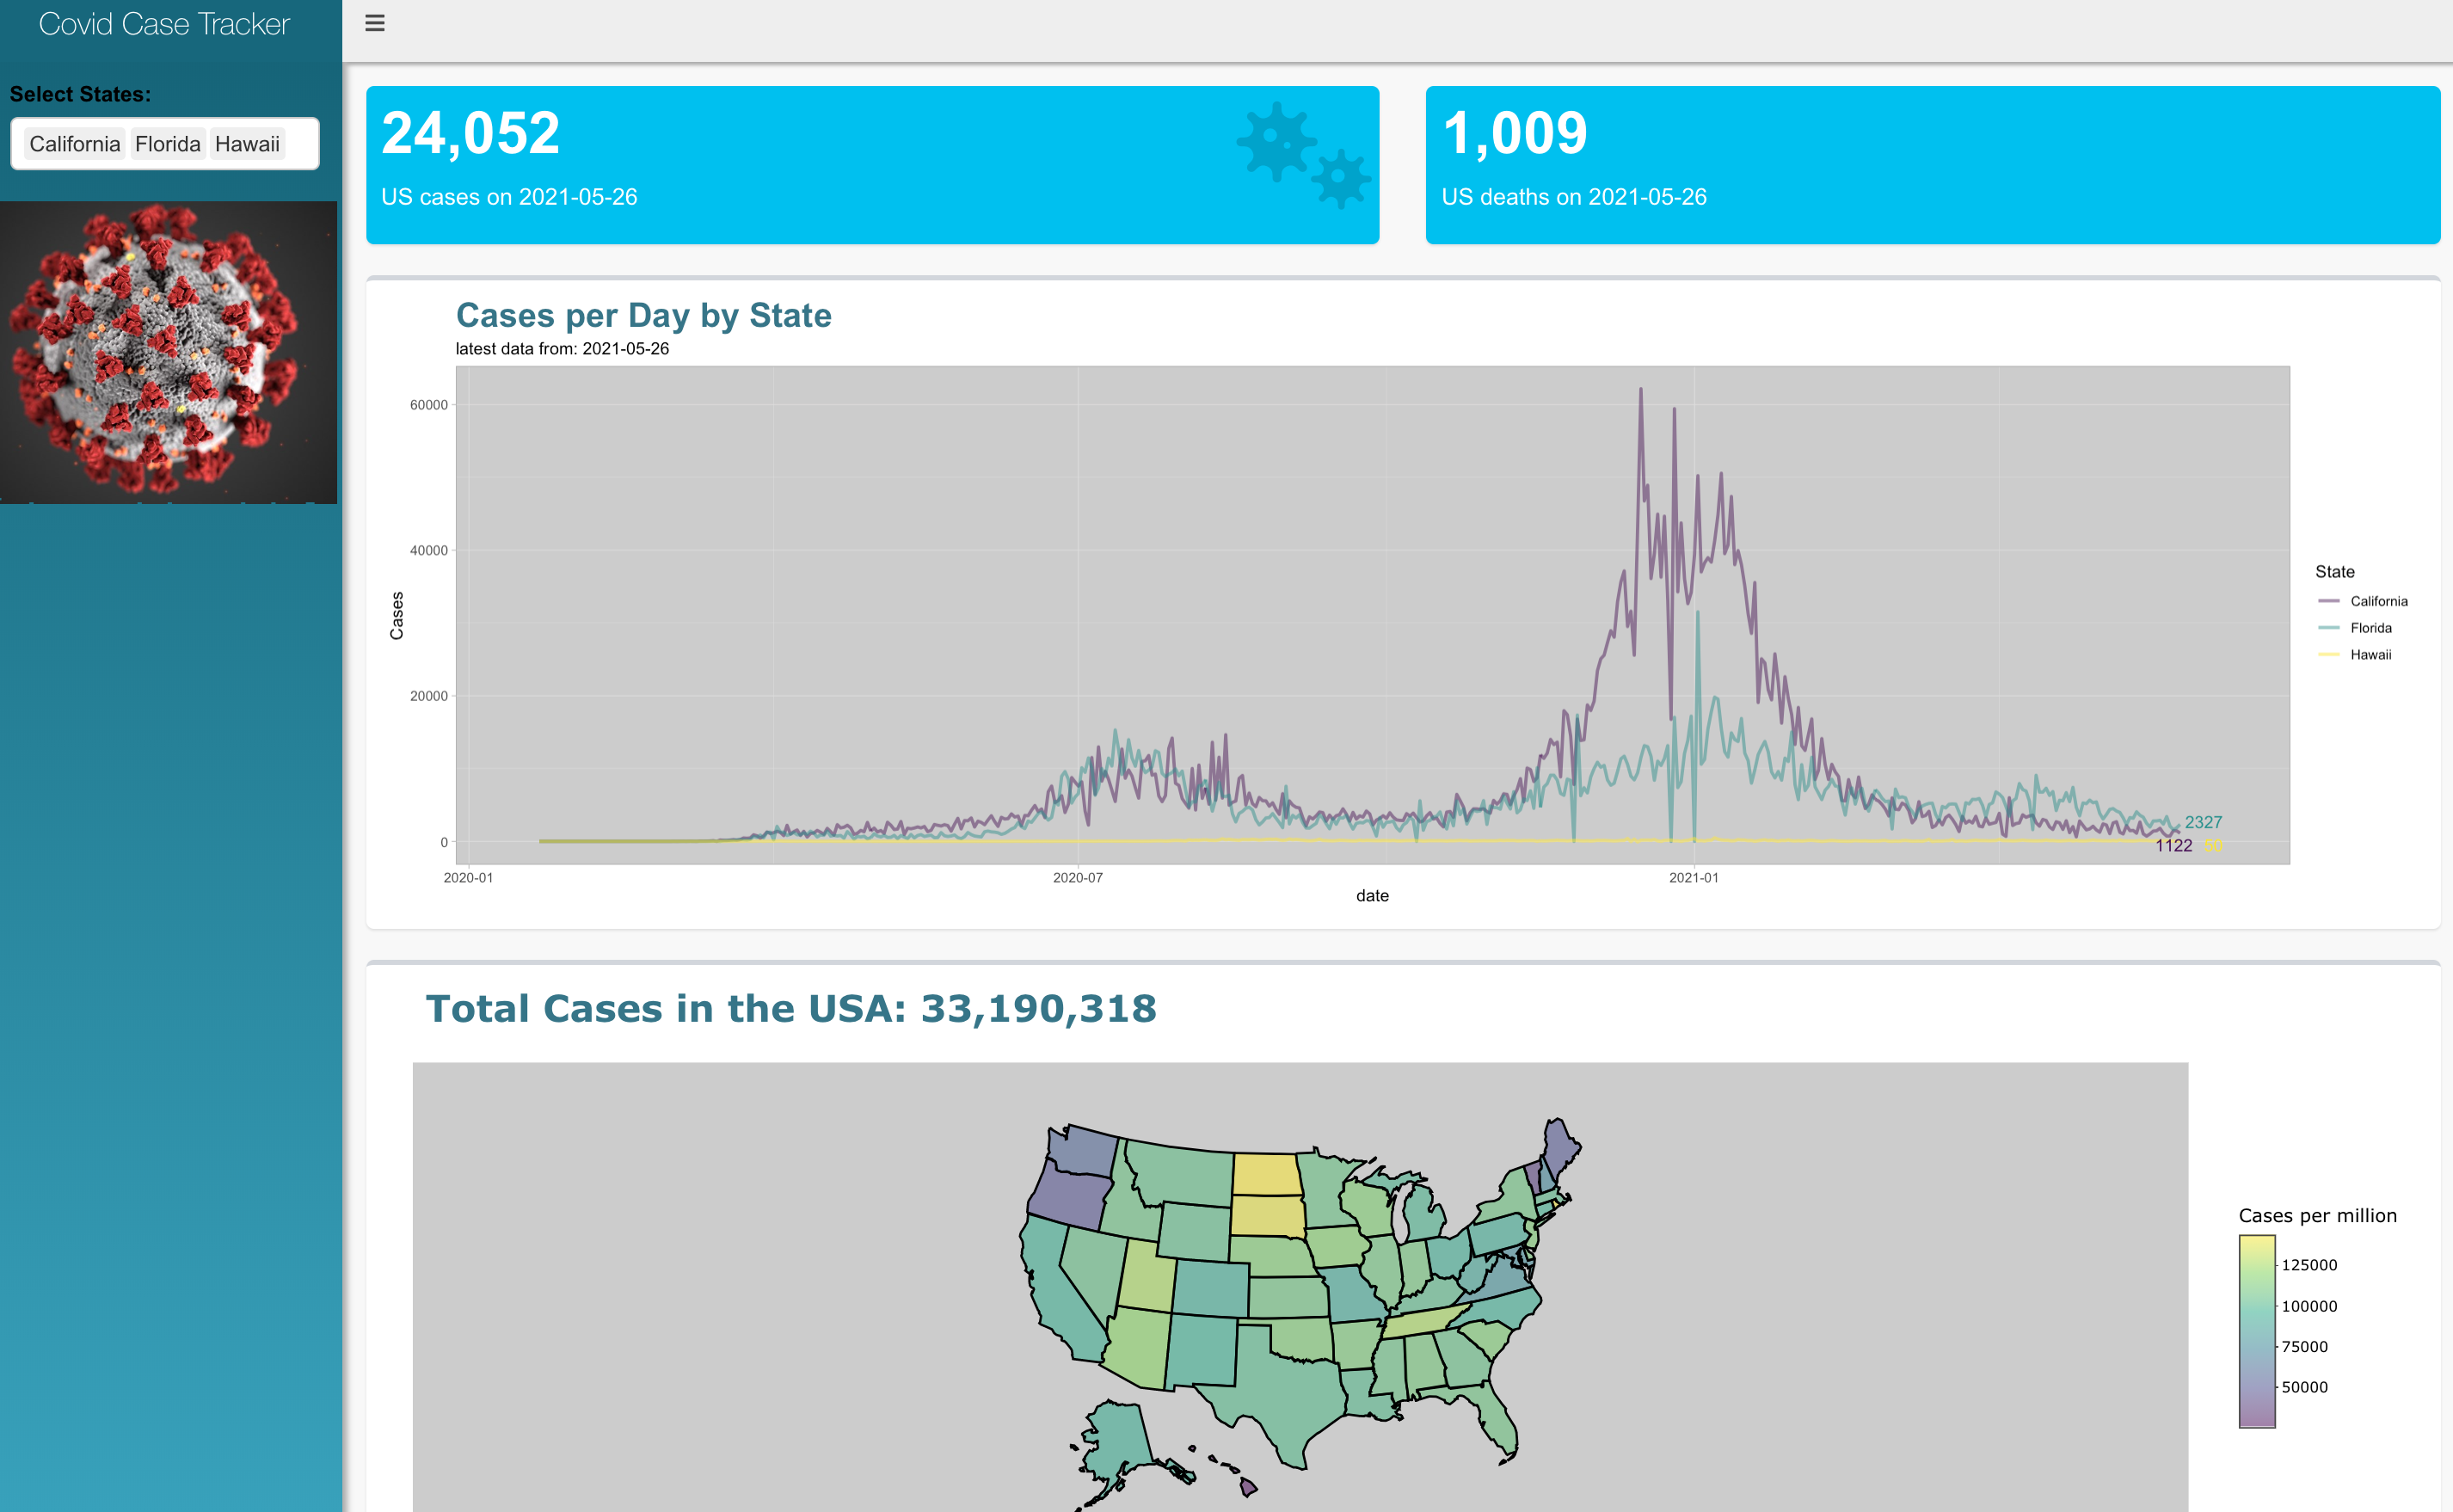 Covid Case Tracker
Select States:
California Florida Hawaii
24,052
US cases on 2021-05-26
1,009
US deaths on 2021-05-26
Cases per Day by State
latest data from: 2021-05-26
60000
40000
20000
0
Cases
2020-01
2020-07
2021-01
date
2327
1122
50
State
California
Florida
Hawaii
Total Cases in the USA: 33,190,318
Cases per million
125000
100000
75000
50000